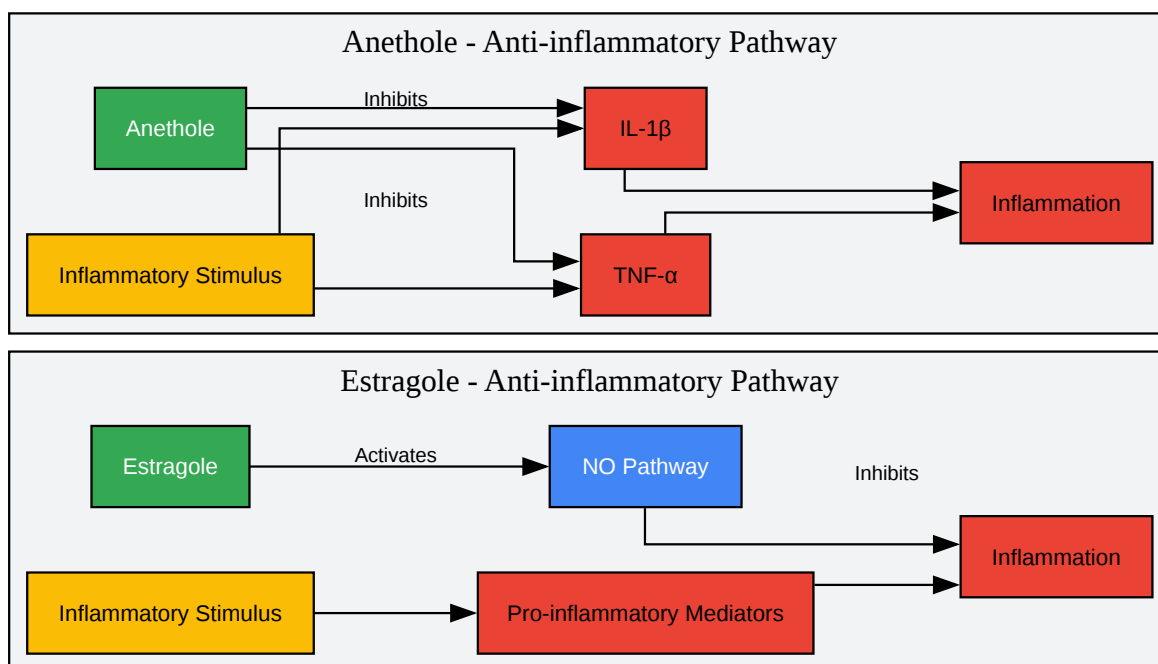 Anethole - Anti-inflammatory Pathway
Inhibits
Anethole
IL-1β
Inhibits
Inflammation
Inflammatory Stimulus
TNF-α
Estragole - Anti-inflammatory Pathway
Activates
Estragole
NO Pathway
Inhibits
Inflammation
Inflammatory Stimulus
Pro-inflammatory Mediators